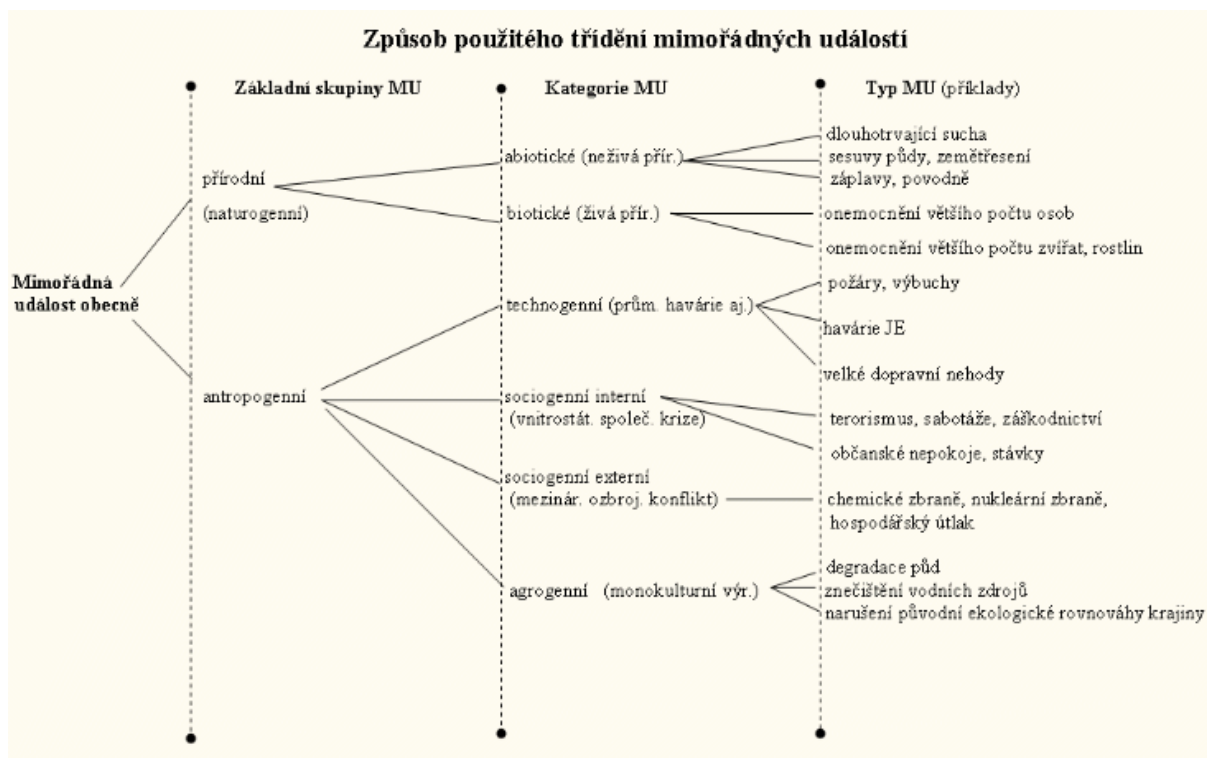 Způsob použitého třídění mimořádných událostí
Základní skupiny MU
Kategorie MU
Typ MU (příklady)
Mimořádná
událost obecně
přírodní
(naturogenní)
antropogenní
abiotické (neživá přír.)
biotické (živá přír.)
technogenní (prům. havárie aj.)
sociogenní interní
(vnitrostát. společ. krize)
sociogenní externí
(mezinár. ozbroj. konflikt)
agrogenní (monokulturní výr.)
dlouhotrvající sucha
sesuvy půdy, zemětřesení
záplavy, povodně
onemocnění většího počtu osob
onemocnění většího počtu zvířat, rostlin
požáry, výbuchy
havárie JE
velké dopravní nehody
terorismus, sabotáže, záškodnictví
občanské nepokoje, stávky
chemické zbraně, nukleární zbraně,
hospodářský útlak
degradace půd
znečištění vodních zdrojů
narušení původní ekologické rovnováhy krajiny